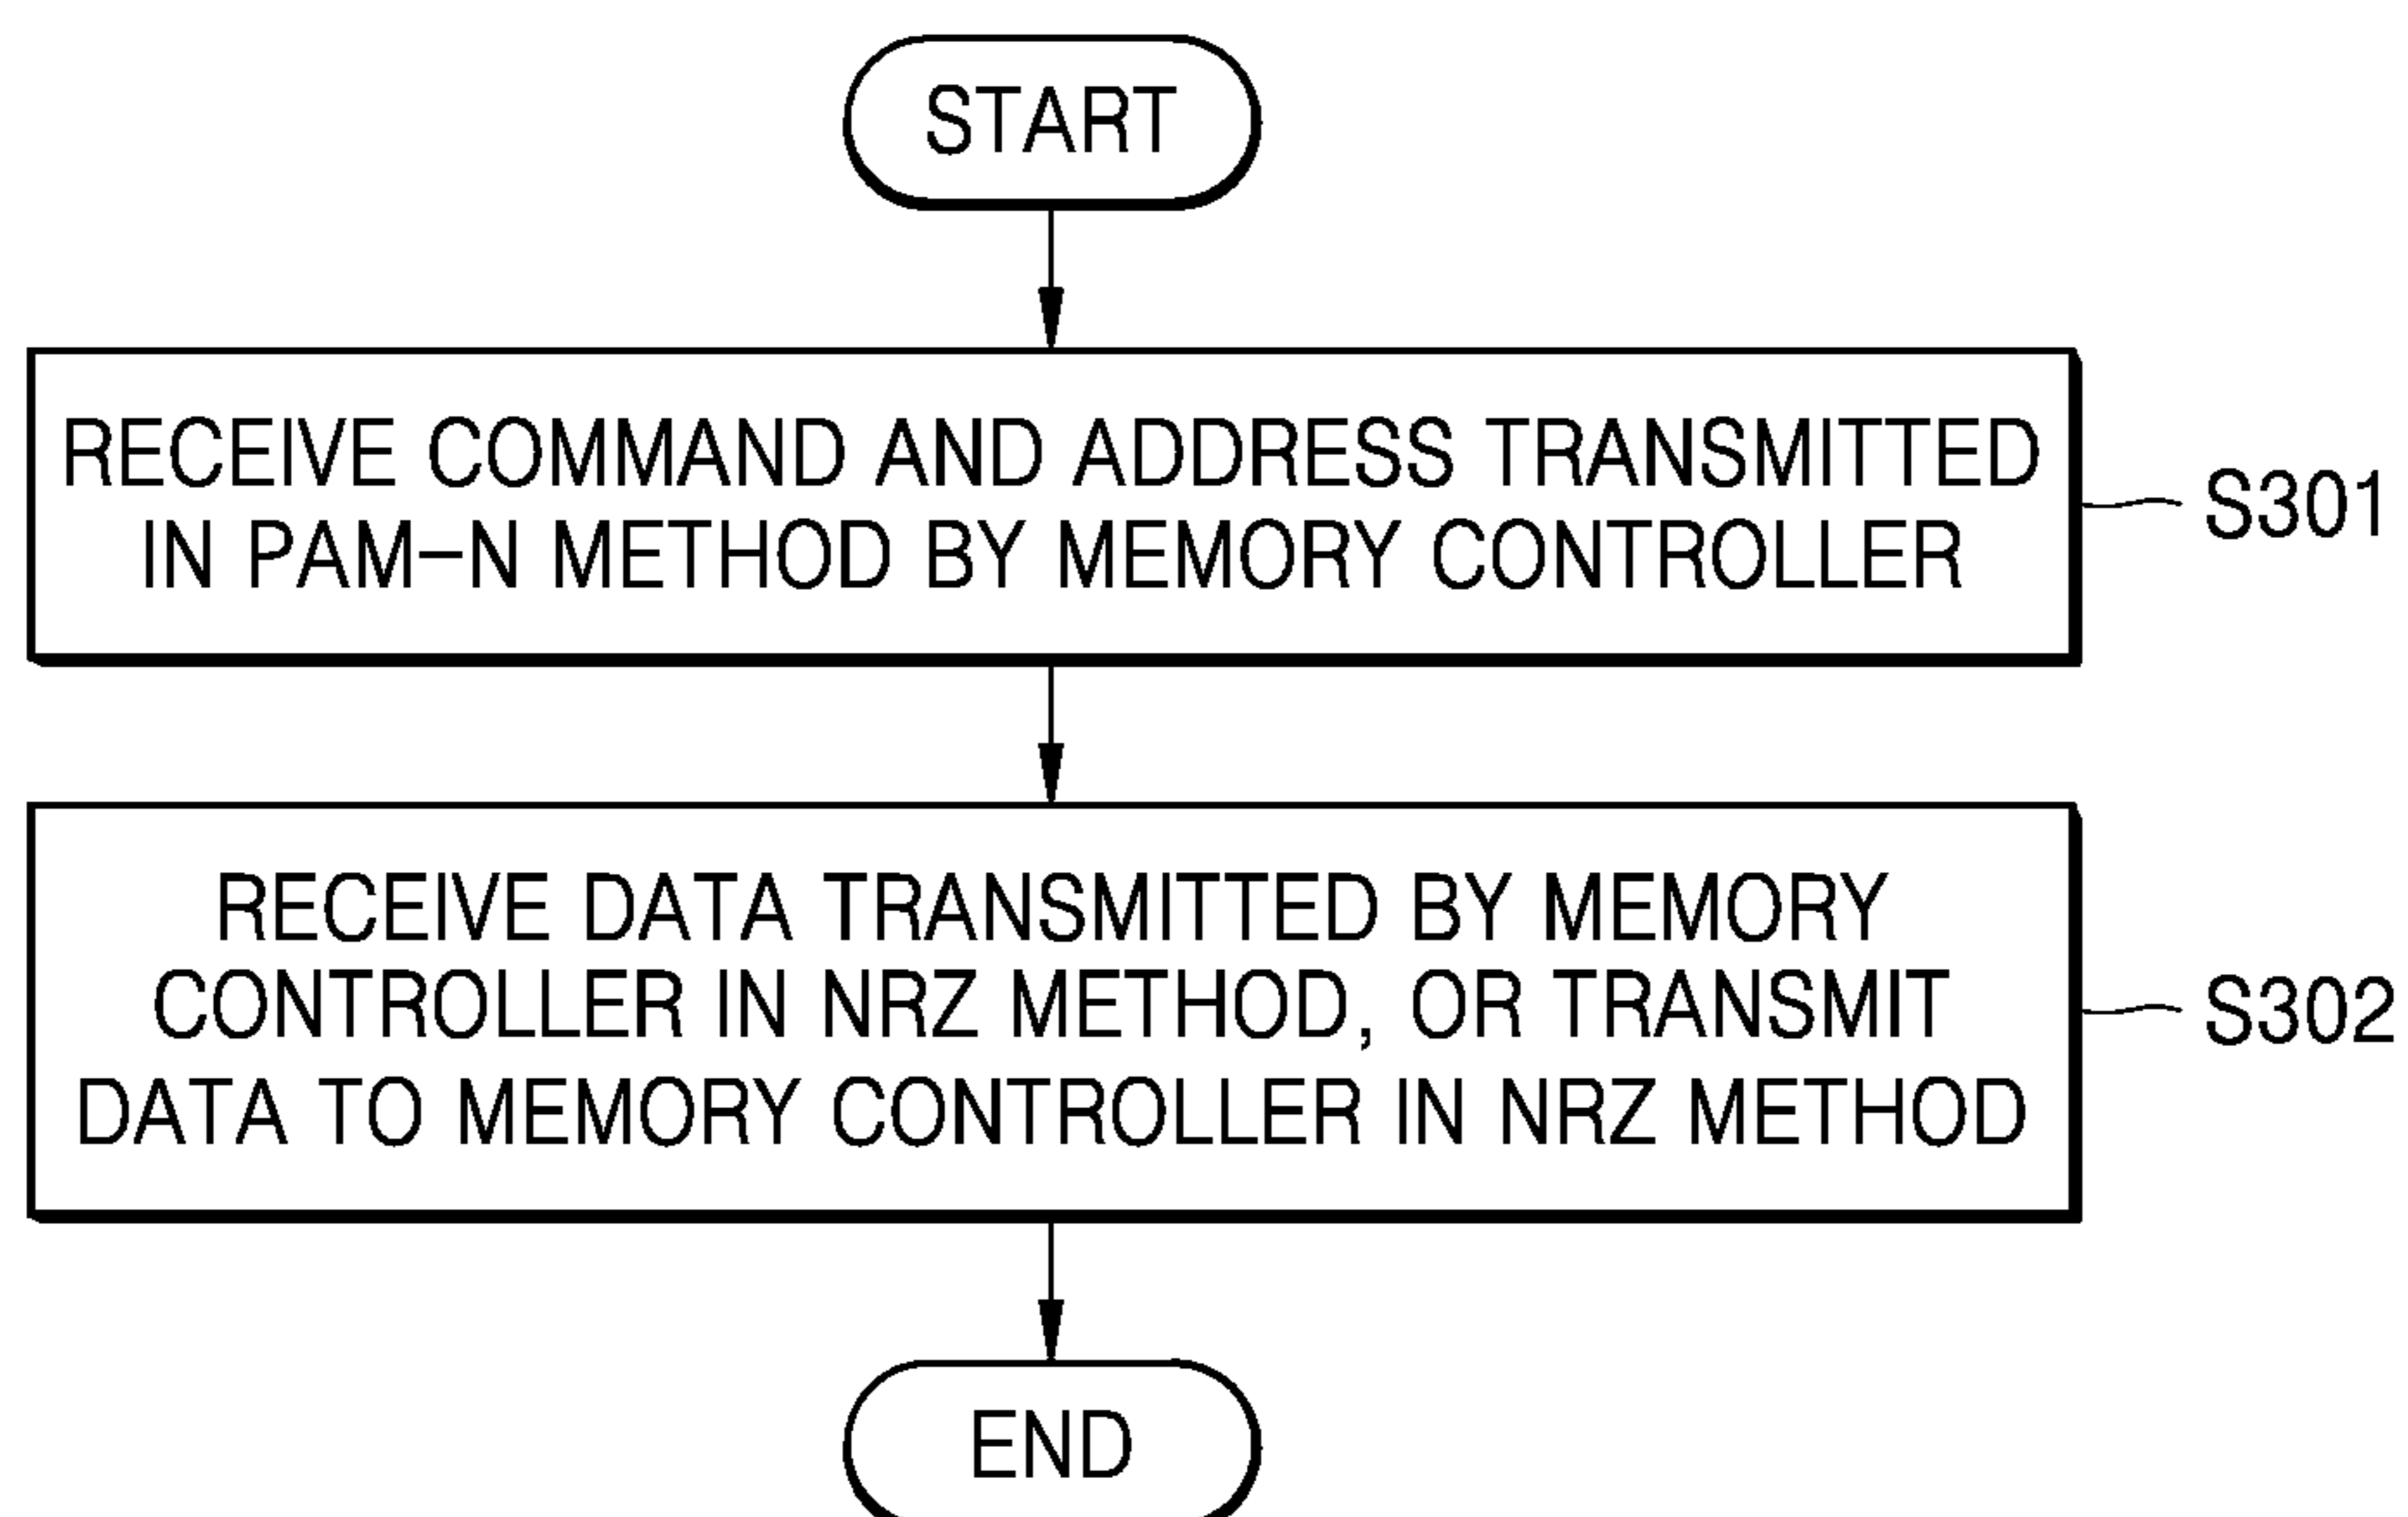 START
RECEIVE COMMAND AND ADDRESS TRANSMITTED
IN PAM-N METHOD BY MEMORY CONTROLLER
S301
RECEIVE DATA TRANSMITTED BY MEMORY
CONTROLLER IN NRZ METHOD, OR TRANSMIT
DATA TO MEMORY CONTROLLER IN NRZ METHOD
S302
END